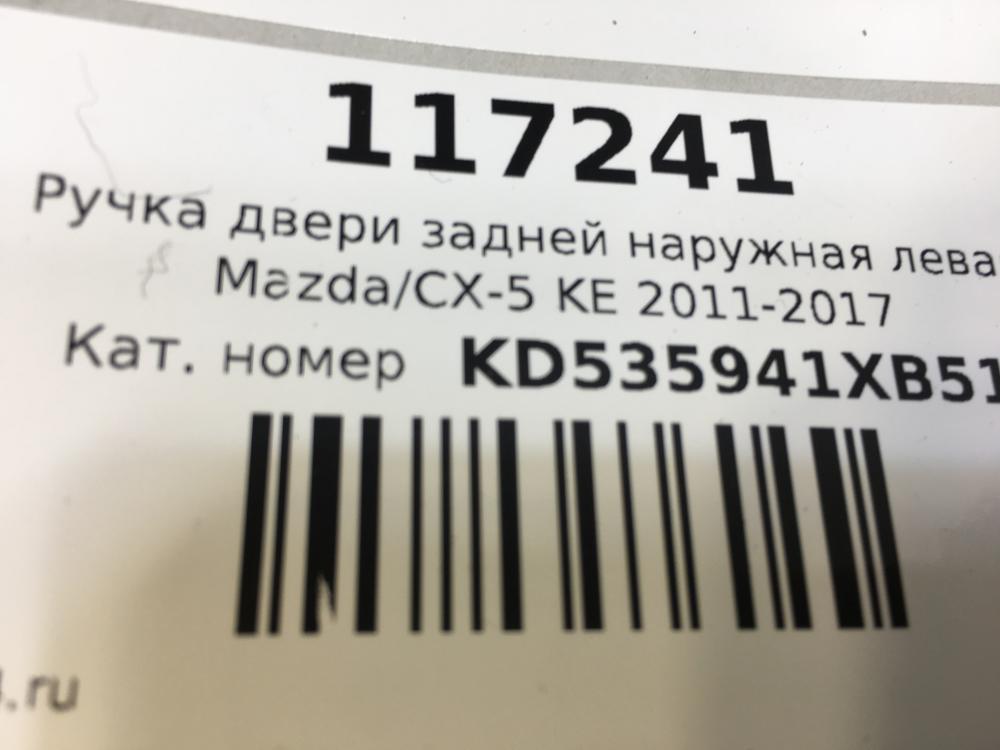 117241
Ручка двери задней наружная лева
Mazda/CX-5 KE 2011-2017
Кат. номер KD535941XB51
.ru